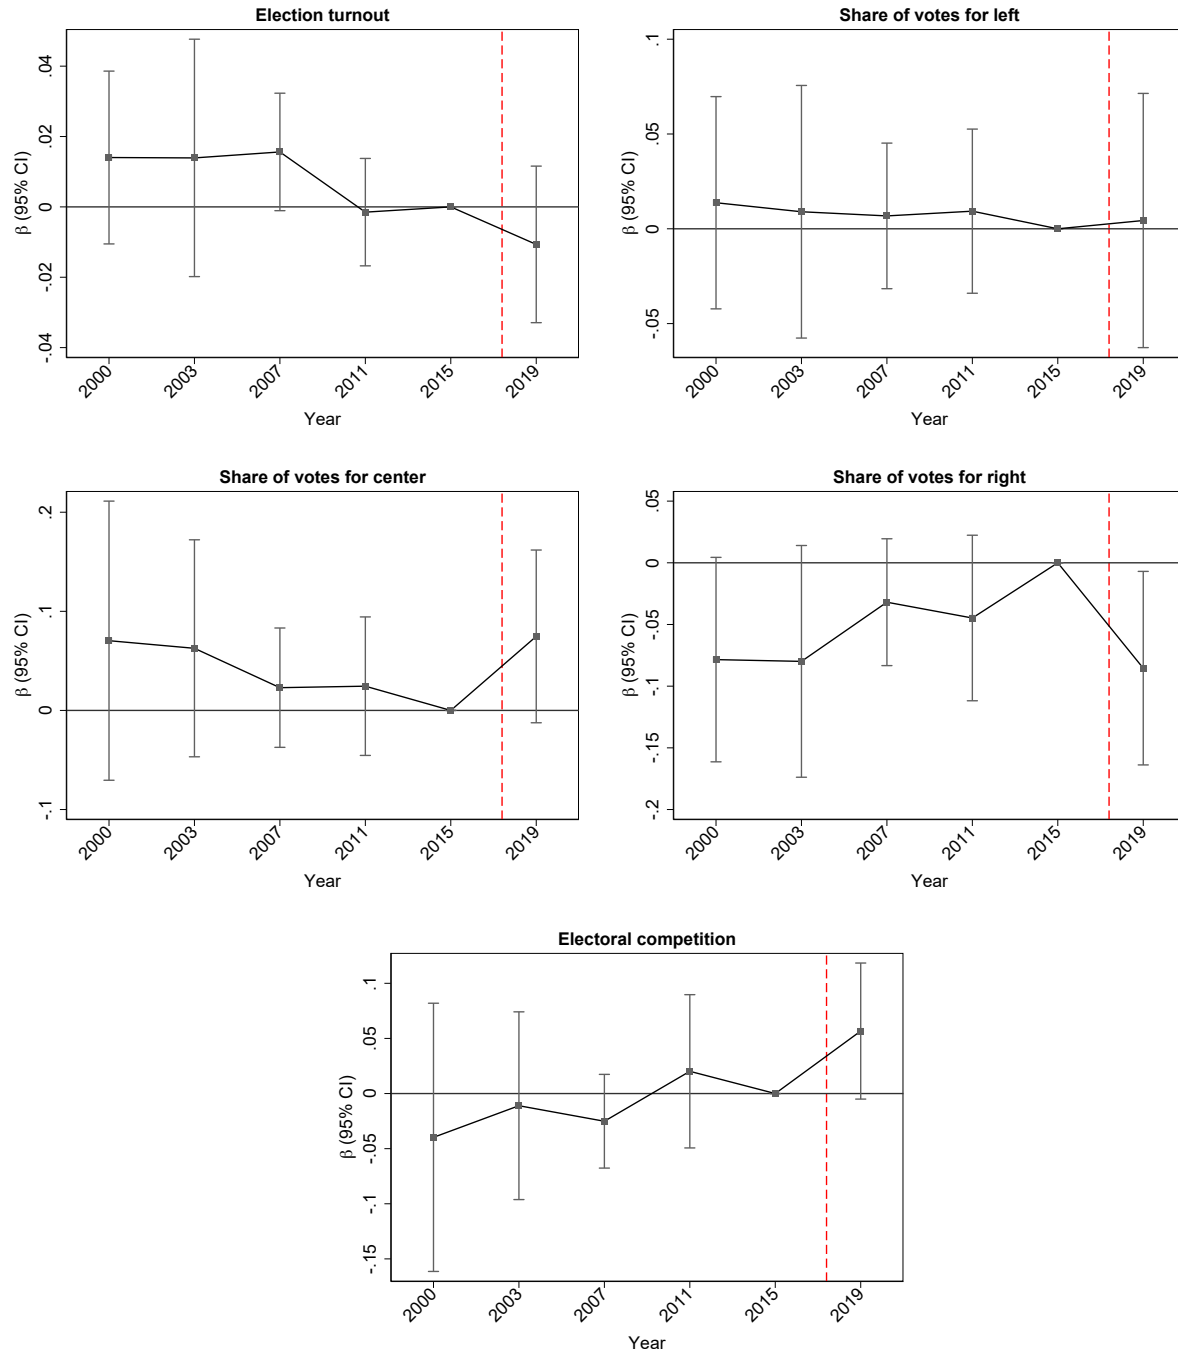 Election turnout
β (95% CI)
.04
.02
0
-.02
-.04
2000 2003 2007 2011 2015 2019
Year
Share of votes for left
β (95% CI)
.1
.05
0
-.05
2000 2003 2007 2011 2015 2019
Year
Share of votes for center
β (95% CI)
.2
.1
0
-.1
2000 2003 2007 2011 2015 2019
Year
Share of votes for right
β (95% CI)
.05
0
-.05
-.1
-.15
-.2
2000 2003 2007 2011 2015 2019
Year
Electoral competition
β (95% CI)
.1
.05
0
-.05
-.1
-.15
2000 2003 2007 2011 2015 2019
Year